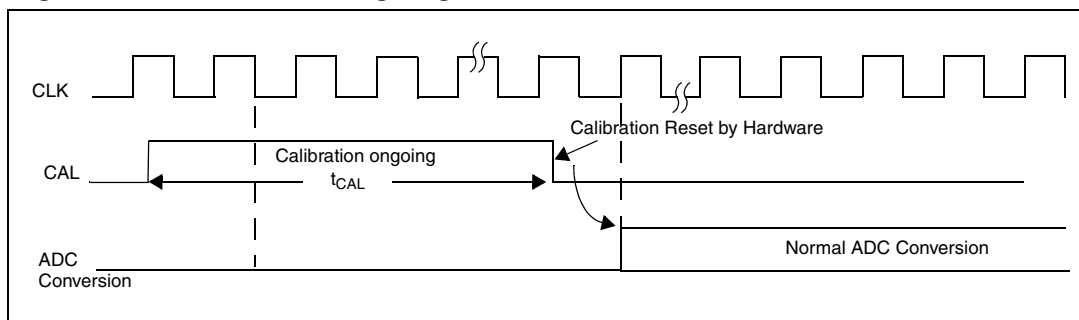 CLK
Calibration Reset by Hardware
CAL
Calibration ongoing
tCAL
Normal ADC Conversion
ADC
Conversion